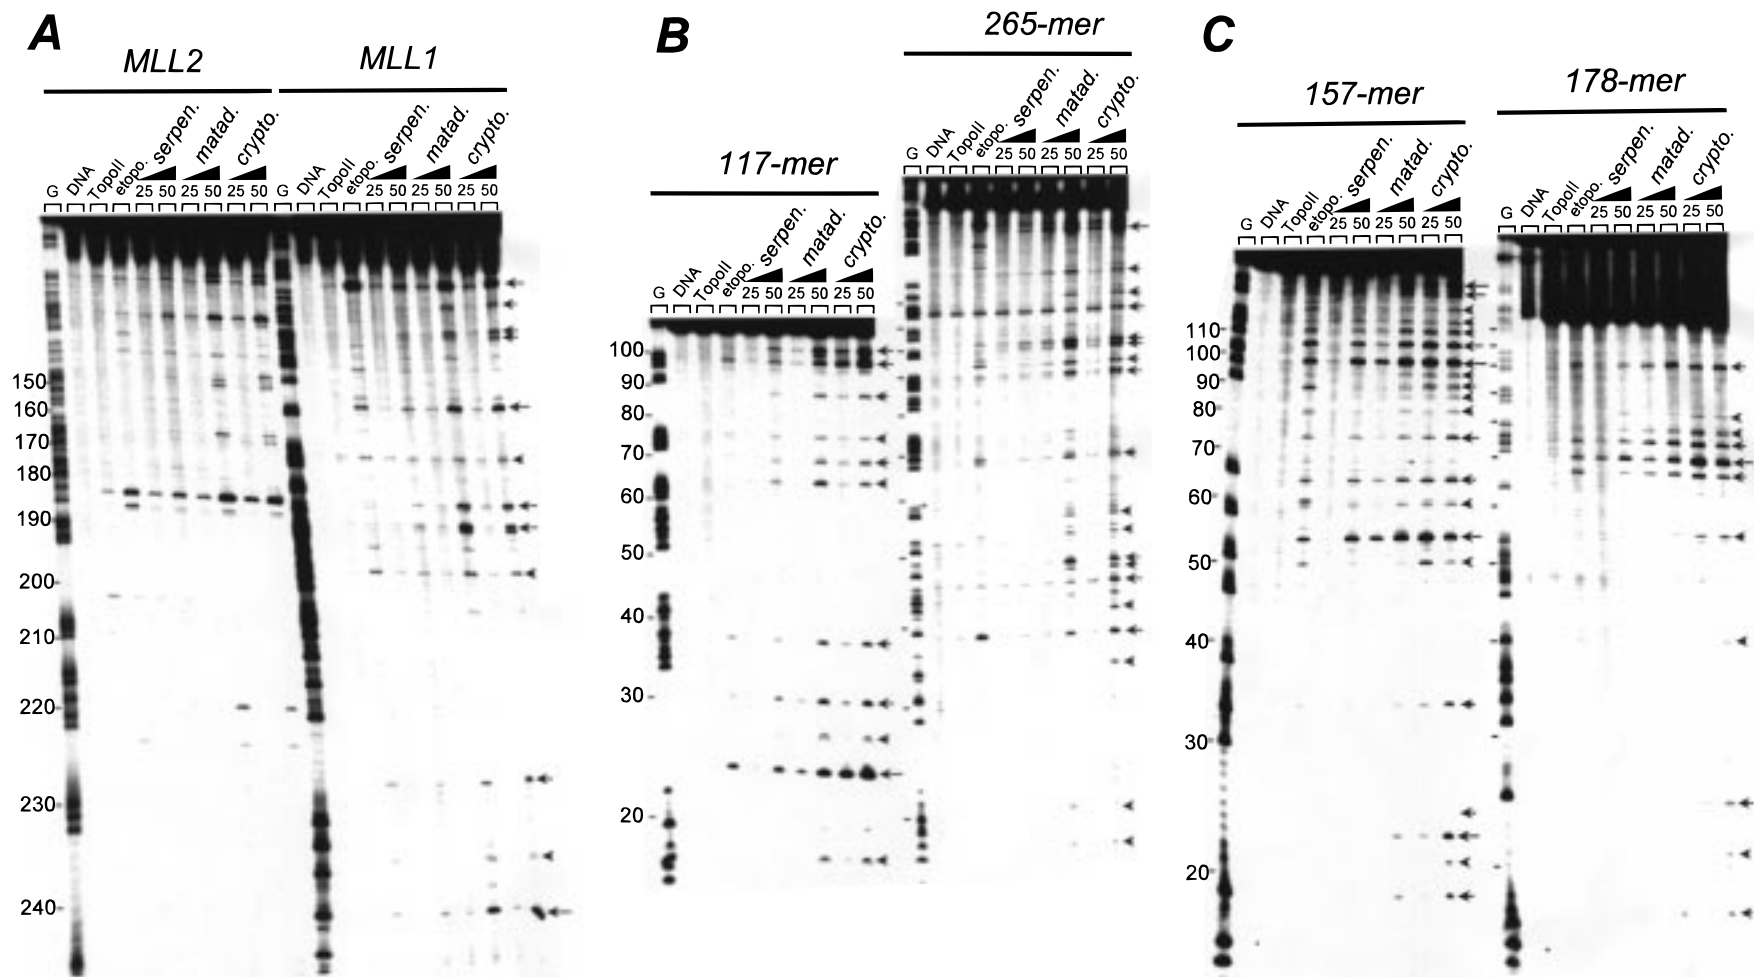 A
MLL2
MLL1
G DNA TopoII etopo. serpen. matad. crypto. G DNA TopoII etopo. serpen. matad. crypto.
25 50 25 50 25 50 25 50 25 50 25 50
150
160
170
180
190
200
210
220
230
240
B
117-mer
G DNA TopoII etopo. serpen. matad. crypto.
25 50 25 50 25 50
100
90
80
70
60
50
40
30
20
265-mer
G DNA TopoII etopo. serpen. matad. crypto.
25 50 25 50 25 50
C
157-mer
G DNA TopoII etopo. serpen. matad. crypto.
25 50 25 50 25 50
110
100
90
80
70
60
50
40
30
20
178-mer
G DNA TopoII etopo. serpen. matad. crypto.
25 50 25 50 25 50